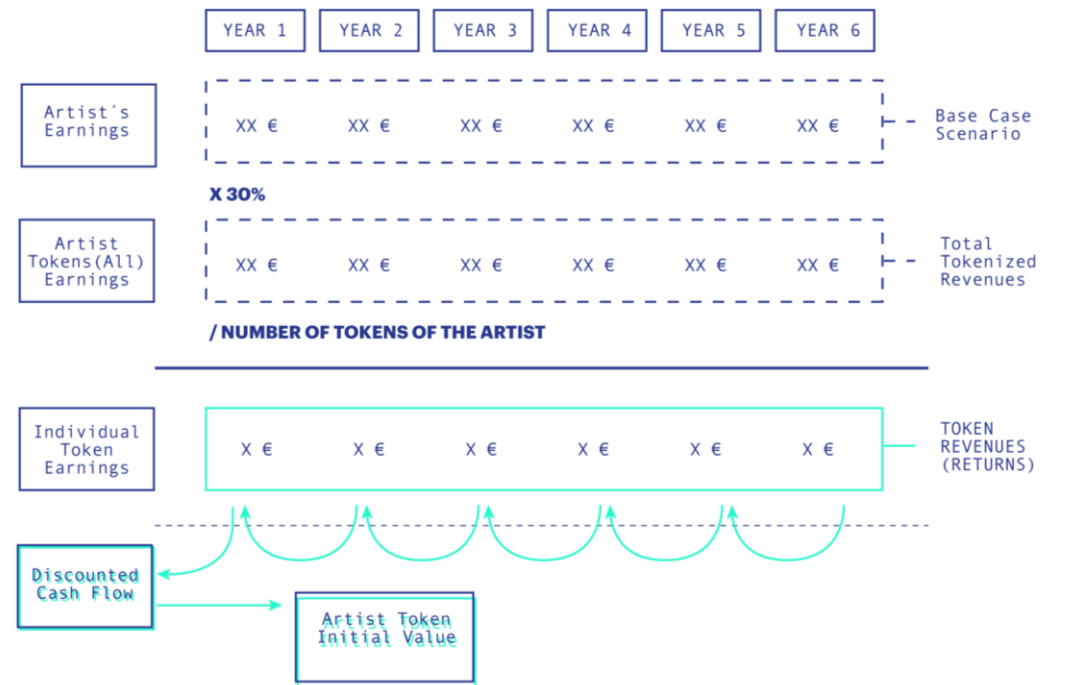 YEAR 1 YEAR 2 YEAR 3 YEAR 4 YEAR 5 YEAR 6
Artist´s
Earnings
XX € XX € XX € XX € XX € XX €
Base Case
Scenario
X 30%
Artist
Tokens(All)
Earnings
XX € XX € XX € XX € XX € XX €
Total
Tokenized
Revenues
/ NUMBER OF TOKENS OF THE ARTIST
Individual
Token
Earnings
X € X € X € X € X € X €
TOKEN
REVENUES
(RETURNS)
Discounted
Cash Flow
Artist Token
Initial Value